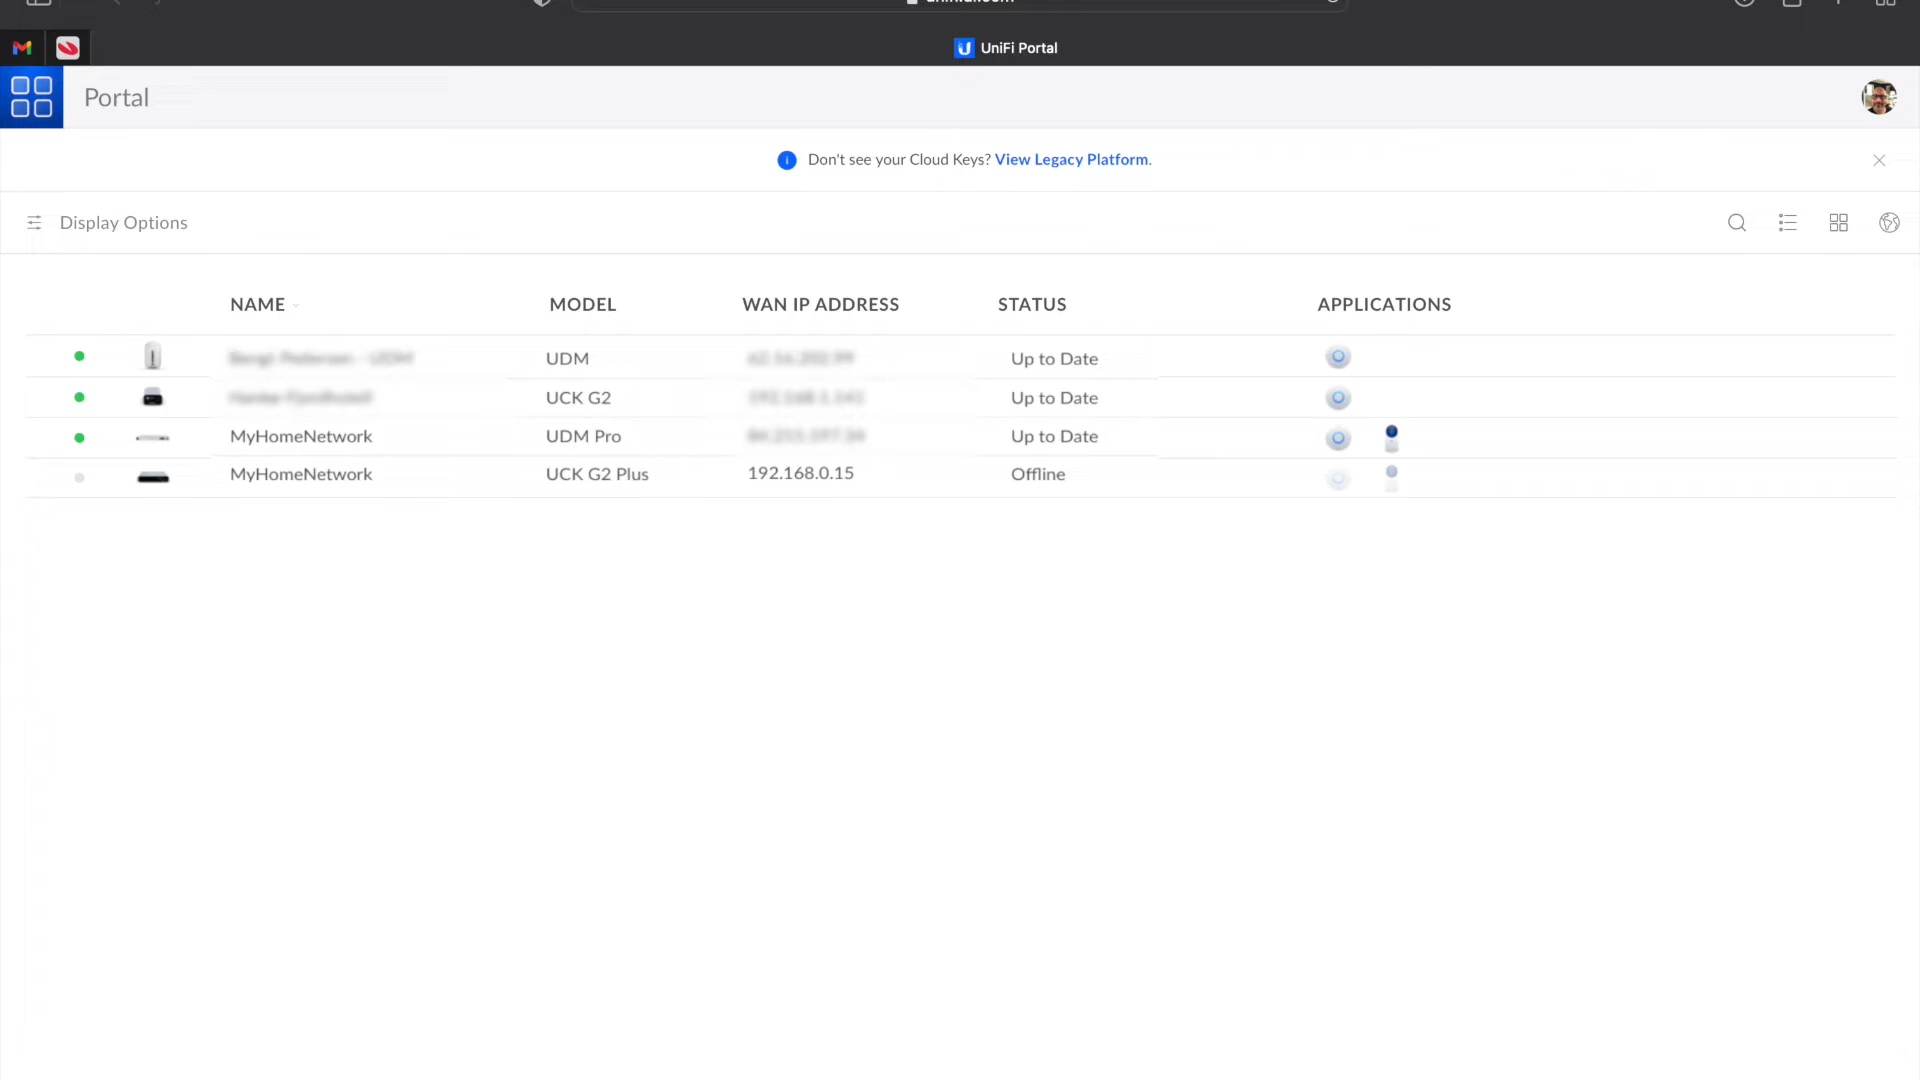 UniFi Portal
Portal
Don't see your Cloud Keys? View Legacy Platform.
Display Options
NAME MODEL WAN IP ADDRESS STATUS APPLICATIONS
UDM Up to Date
UCK G2 Up to Date
MyHomeNetwork UDM Pro Up to Date
MyHomeNetwork UCK G2 Plus 192.168.0.15 Offline